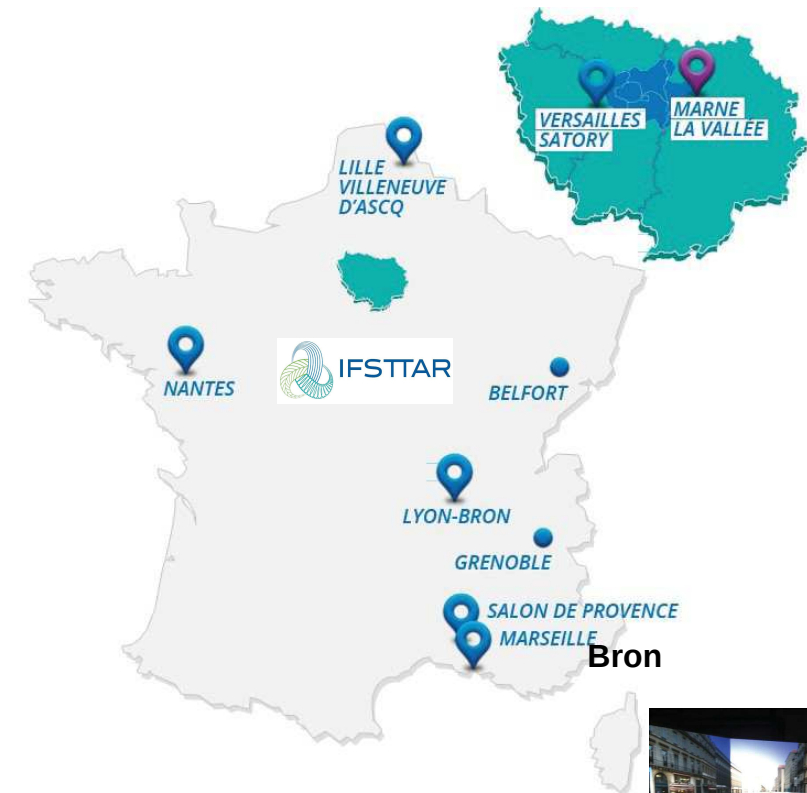 VERSAILLES
SATORY
MARNE
LA VALLÉE
LILLE
VILLENEUVE
D'ASCQ
IFSTTAR
NANTES
BELFORT
LYON-BRON
GRENOBLE
SALON DE PROVENCE
MARSEILLE
Bron